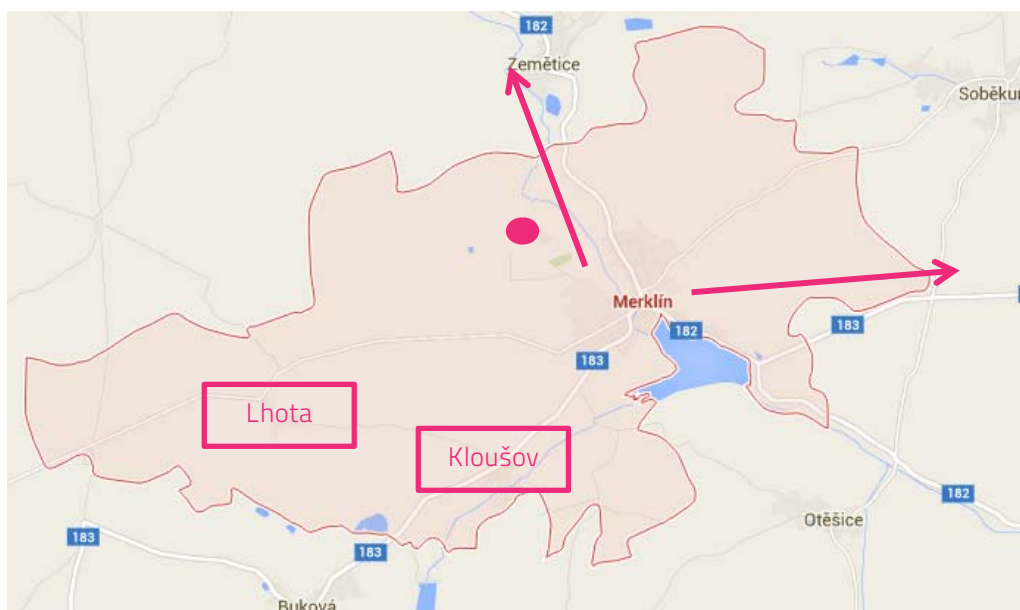 182
Zemětice
Soběkur
Merklín
182
183
183
Lhota
Kloušov
182
Otěšice
183
183
Buková